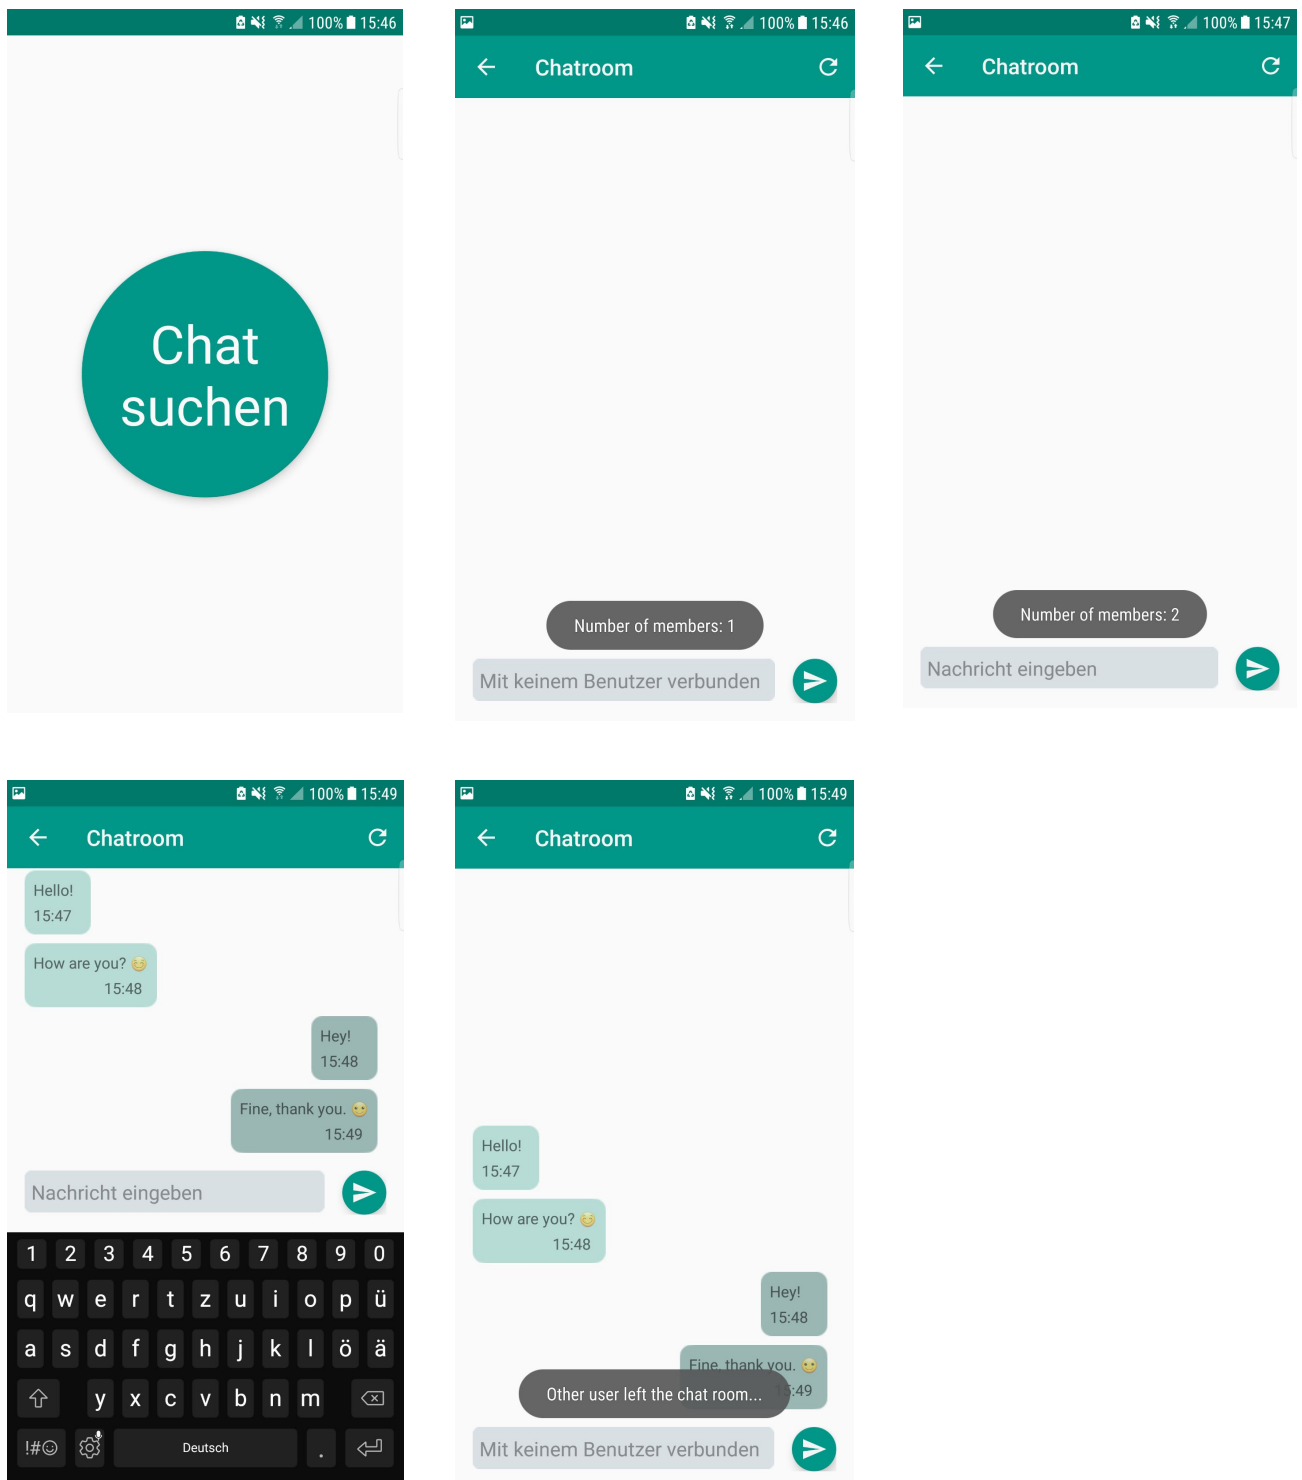 100% 15:46
Chat
suchen
100% 15:46
Chatroom
Number of members: 1
Mit keinem Benutzer verbunden
100% 15:47
Chatroom
Number of members: 2
Nachricht eingeben
100% 15:49
Chatroom
Hello!
15:47
How are you? 😊
15:48
Hey!
15:48
Fine, thank you. 🙂
15:49
Nachricht eingeben
1 2 3 4 5 6 7 8 9 0
q w e r t z u i o p ü
a s d f g h j k l ö ä
y x c v b n m
!#☺ Deutsch .
100% 15:49
Chatroom
Hello!
15:47
How are you? 😊
15:48
Hey!
15:48
Fine, thank you. 🙂
15:49
Other user left the chat room...
Mit keinem Benutzer verbunden